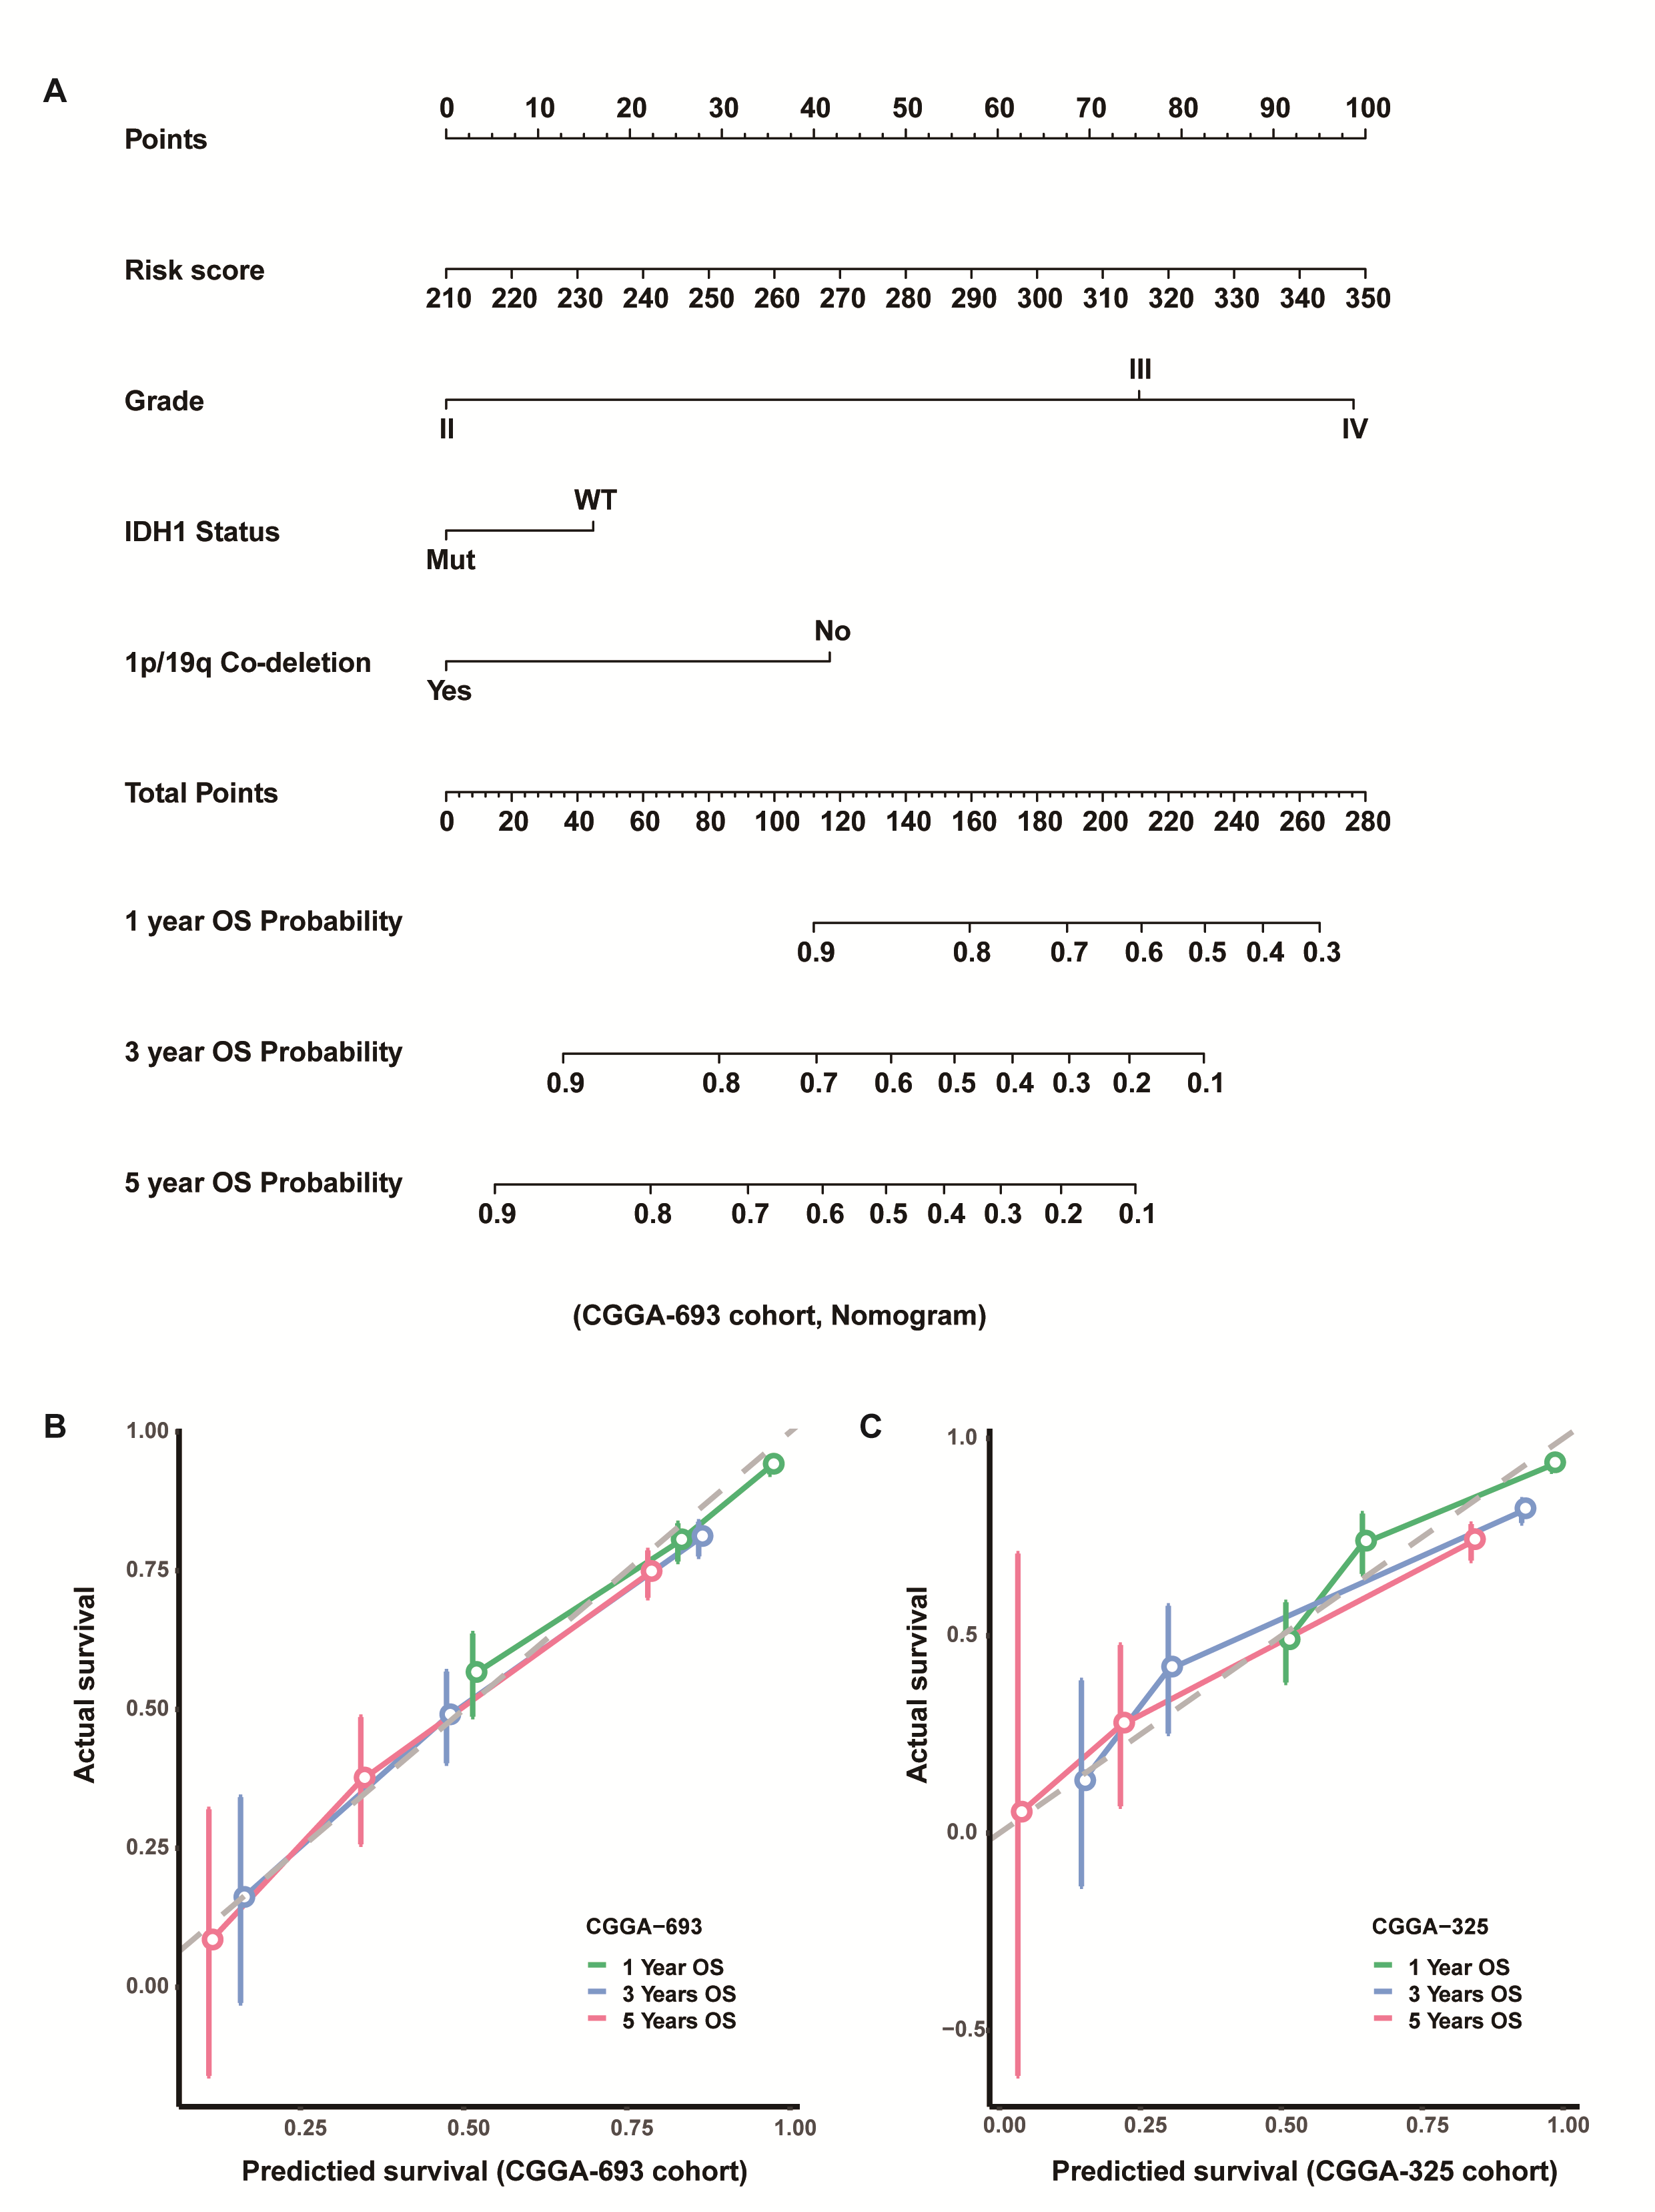 A
0 10 20 30 40 50 60 70 80 90 100
Points
Risk score
210 220 230 240 250 260 270 280 290 300 310 320 330 340 350
III
Grade
II IV
WT
IDH1 Status
Mut
No
1p/19q Co-deletion
Yes
Total Points
0 20 40 60 80 100 120 140 160 180 200 220 240 260 280
1 year OS Probability
0.9 0.8 0.7 0.6 0.5 0.4 0.3
3 year OS Probability
0.9 0.8 0.7 0.6 0.5 0.4 0.3 0.2 0.1
5 year OS Probability
0.9 0.8 0.7 0.6 0.5 0.4 0.3 0.2 0.1
(CGGA-693 cohort, Nomogram)
B
1.00
0.75
0.50
0.25
0.00
Actual survival
CGGA−693
1 Year OS
3 Years OS
5 Years OS
0.25 0.50 0.75 1.00
Predictied survival (CGGA-693 cohort)
C
1.0
0.5
0.0
−0.5
Actual survival
CGGA−325
1 Year OS
3 Years OS
5 Years OS
0.00 0.25 0.50 0.75 1.00
Predictied survival (CGGA-325 cohort)